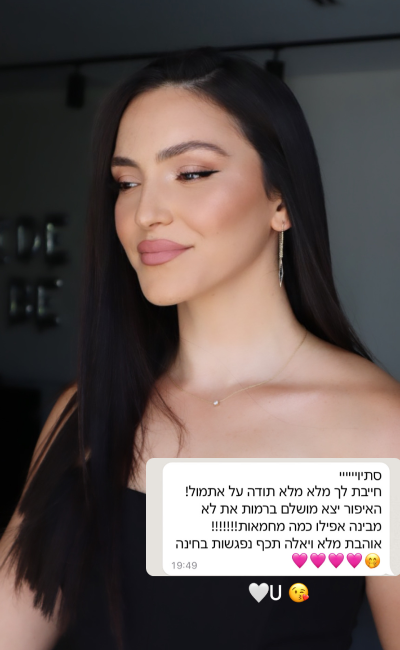 סתיויייייי
חייבת לך מלא מלא תודה על אתמול!
האיפור יצא מושלם ברמות את לא
מבינה אפילו כמה מחמאות!!!!!!!
אוהבת מלא ויאלה תכף נפגשות בחינה
🤭💗💗💗💗
19:49
🤍U 😘